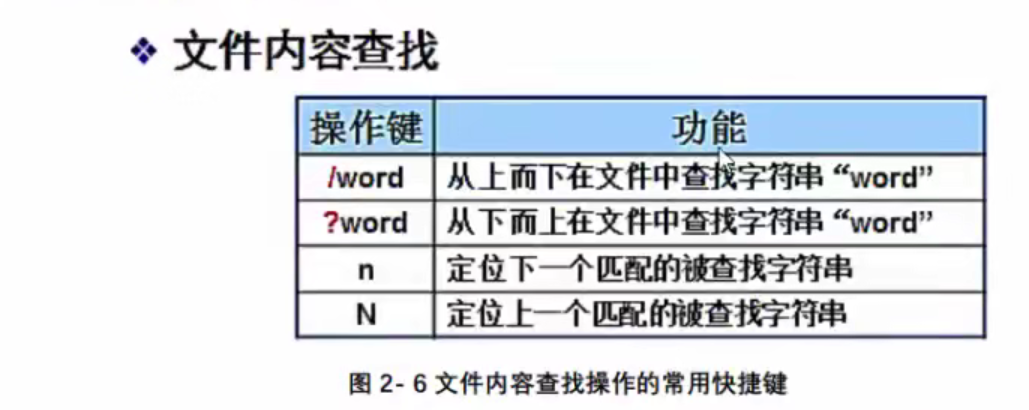 ❖ 文件内容查找
操作键 功能
/word 从上而下在文件中查找字符串“word”
?word 从下而上在文件中查找字符串“word”
n 定位下一个匹配的被查找字符串
N 定位上一个匹配的被查找字符串
图 2- 6 文件内容查找操作的常用快捷键